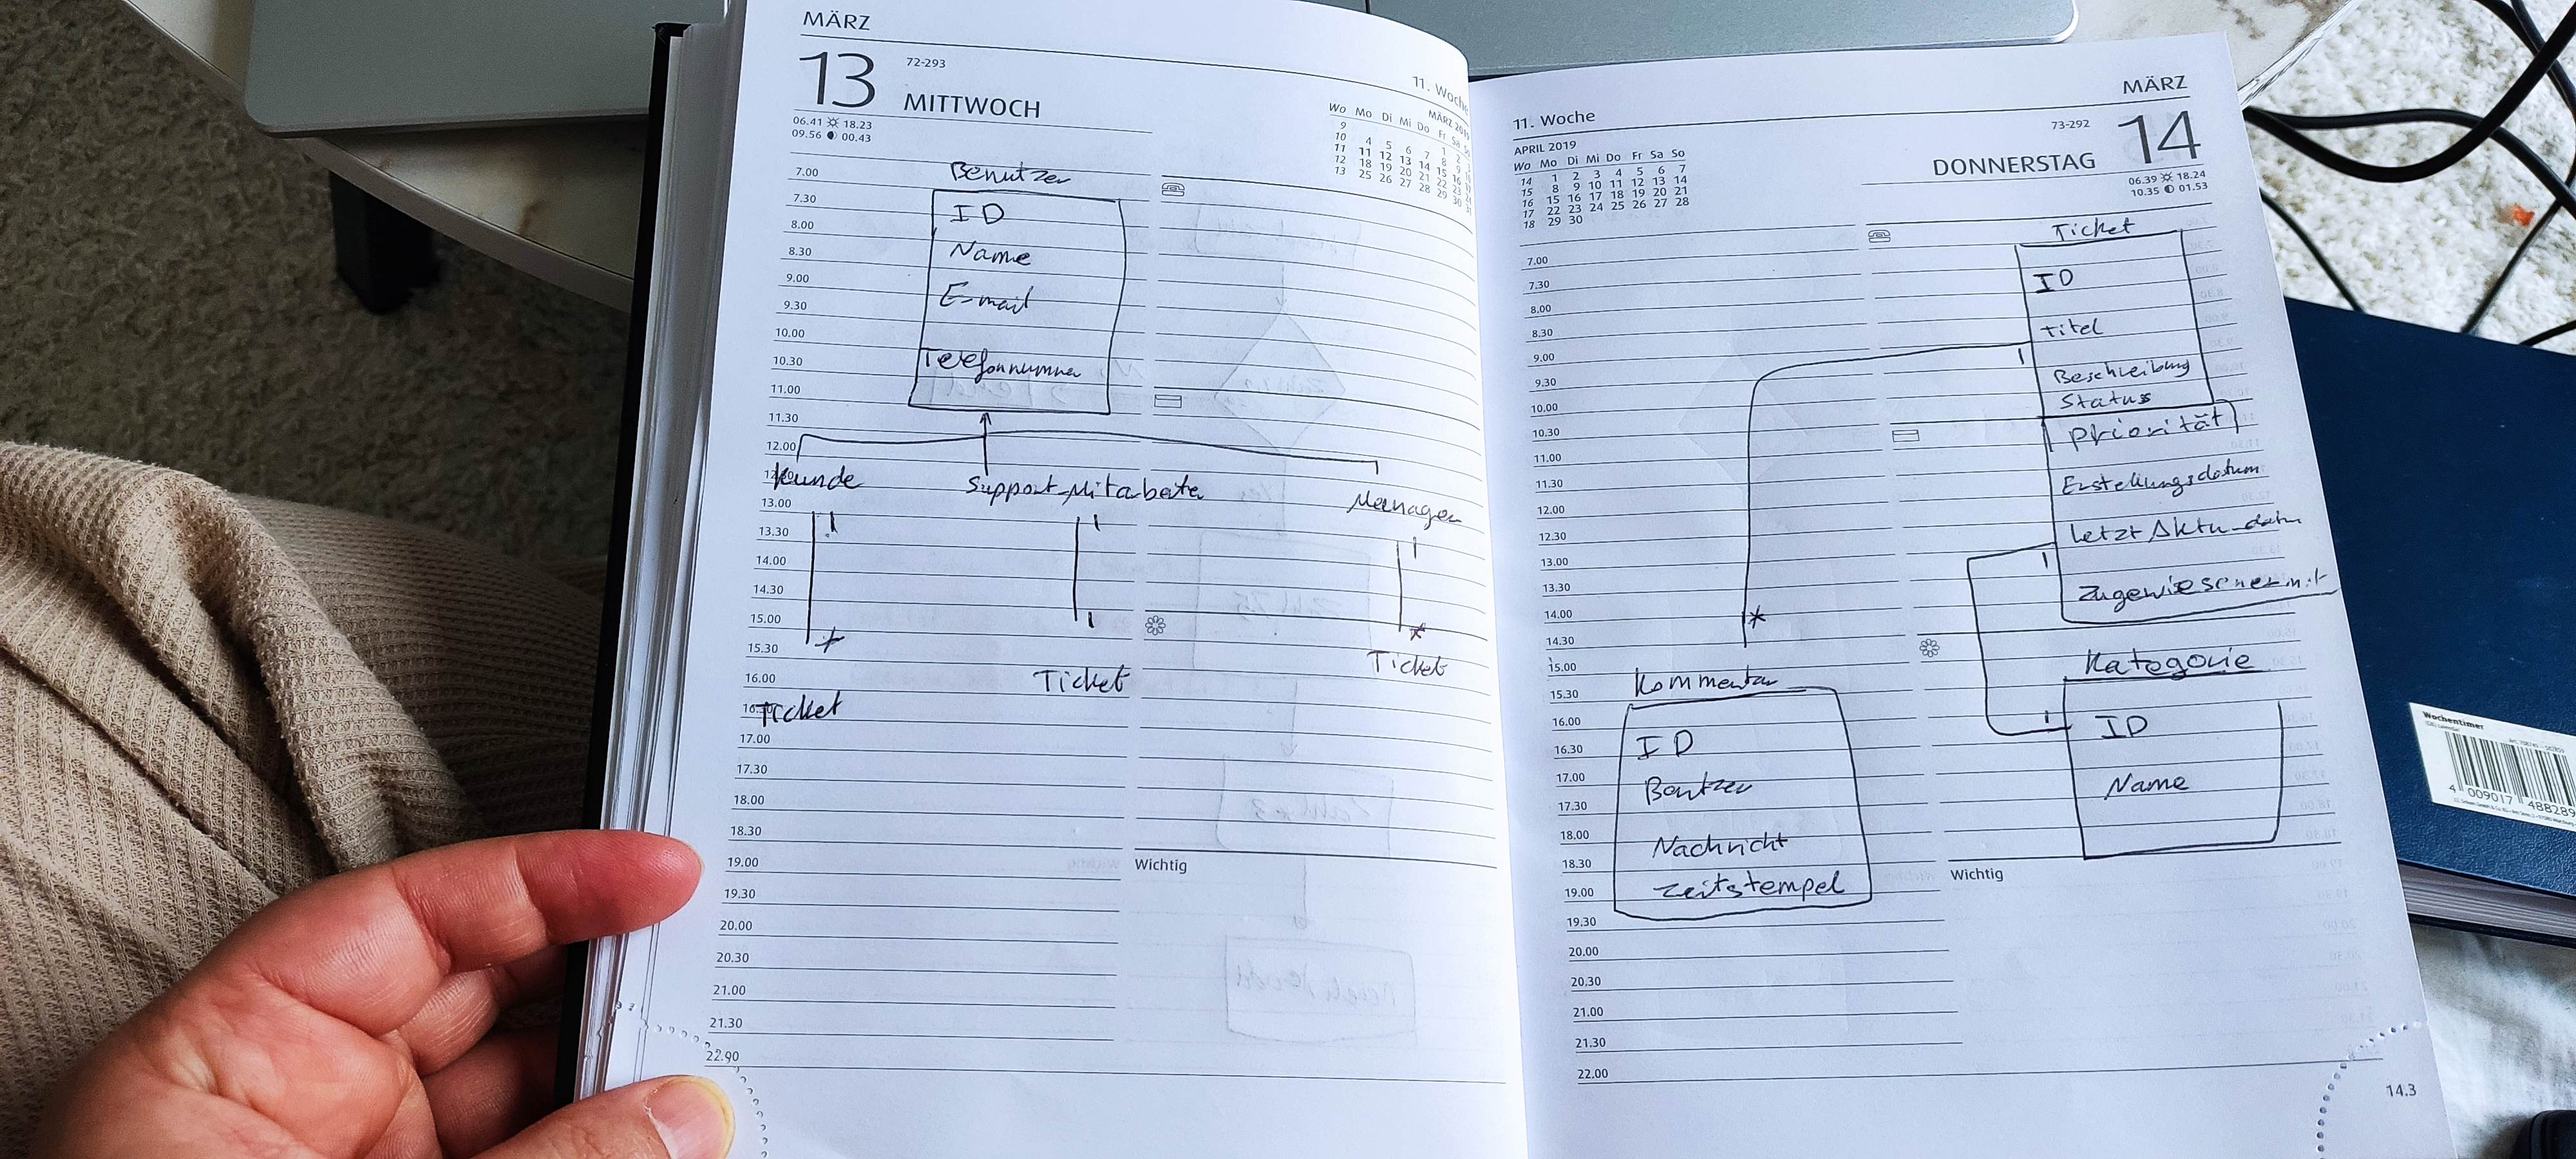 MÄRZ
13
72-293
MITTWOCH
06.41 18.23
09.56 00.43
11. Woche
MÄRZ 2019
Wo Mo Di Mi Do Fr Sa So
9 1 2 3
10 4 5 6 7 8 9 10
11 11 12 13 14 15 16 17
12 18 19 20 21 22 23 24
13 25 26 27 28 29 30 31
Benutzer
ID
Name
E-mail
Telefonnummer
7.00
7.30
8.00
8.30
9.00
9.30
10.00
10.30
11.00
11.30
12.00
13.00
13.30
14.00
14.30
15.00
15.30
16.00
17.00
17.30
18.00
18.30
19.00
19.30
20.00
20.30
21.00
21.30
22.00
Kunde
Support-Mitarbeiter
Manager
1
1
1
*
1
*
Ticket
Ticket
Ticket
Wichtig
11. Woche
APRIL 2019
Wo Mo Di Mi Do Fr Sa So
14 1 2 3 4 5 6 7
15 8 9 10 11 12 13 14
16 15 16 17 18 19 20 21
17 22 23 24 25 26 27 28
18 29 30
MÄRZ
14
73-292
DONNERSTAG
06.39 18.24
10.35 01.53
7.00
7.30
8.00
8.30
9.00
9.30
10.00
10.30
11.00
11.30
12.00
12.30
13.00
13.30
14.00
14.30
15.00
15.30
16.00
16.30
17.00
17.30
18.00
18.30
19.00
19.30
20.00
20.30
21.00
21.30
22.00
Ticket
ID
Titel
Beschreibung
Status
Priorität
Erstellungsdatum
letzt Aktu-datum
Zugewiesener Mit
1
1
*
Kommentar
ID
Bentzer
Nachricht
Zeitstempel
1
Katogorie
ID
Name
Wichtig
14.3
Wochentimer
4 009017 488289